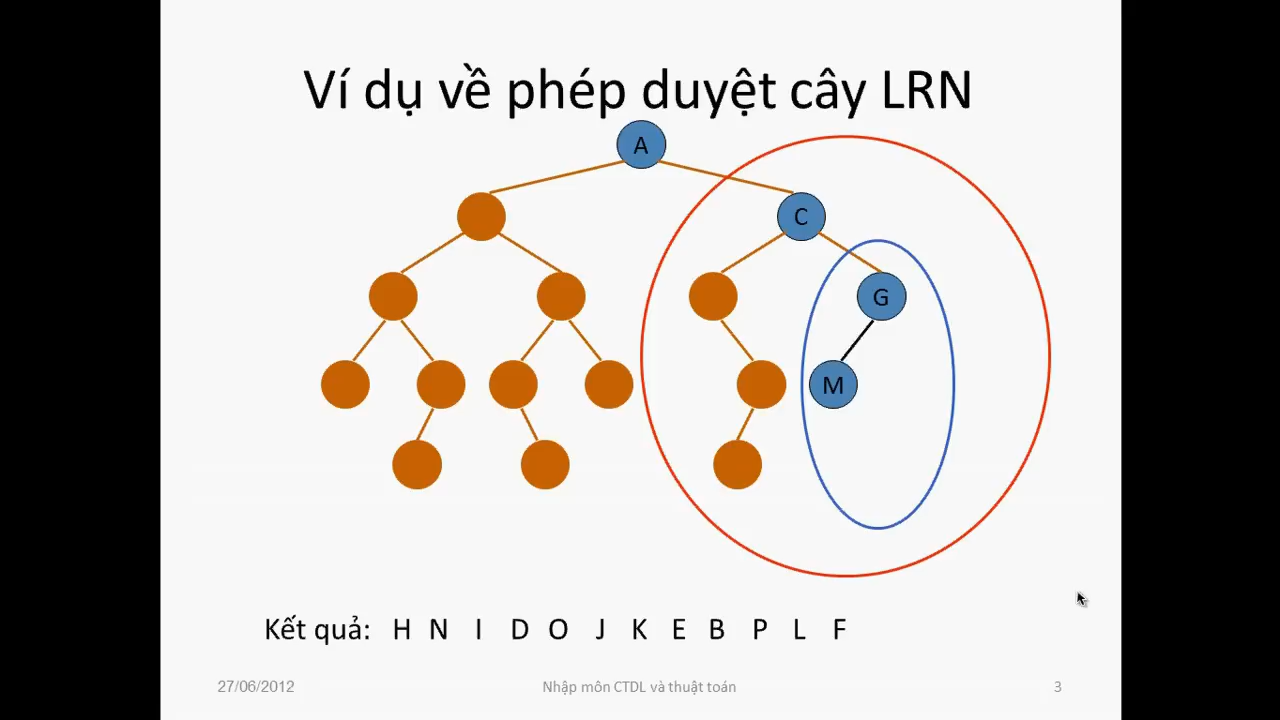 Ví dụ về phép duyệt cây LRN
A
C
G
M
Kết quả: H N I D O J K E B P L F
27/06/2012 Nhập môn CTDL và thuật toán 3